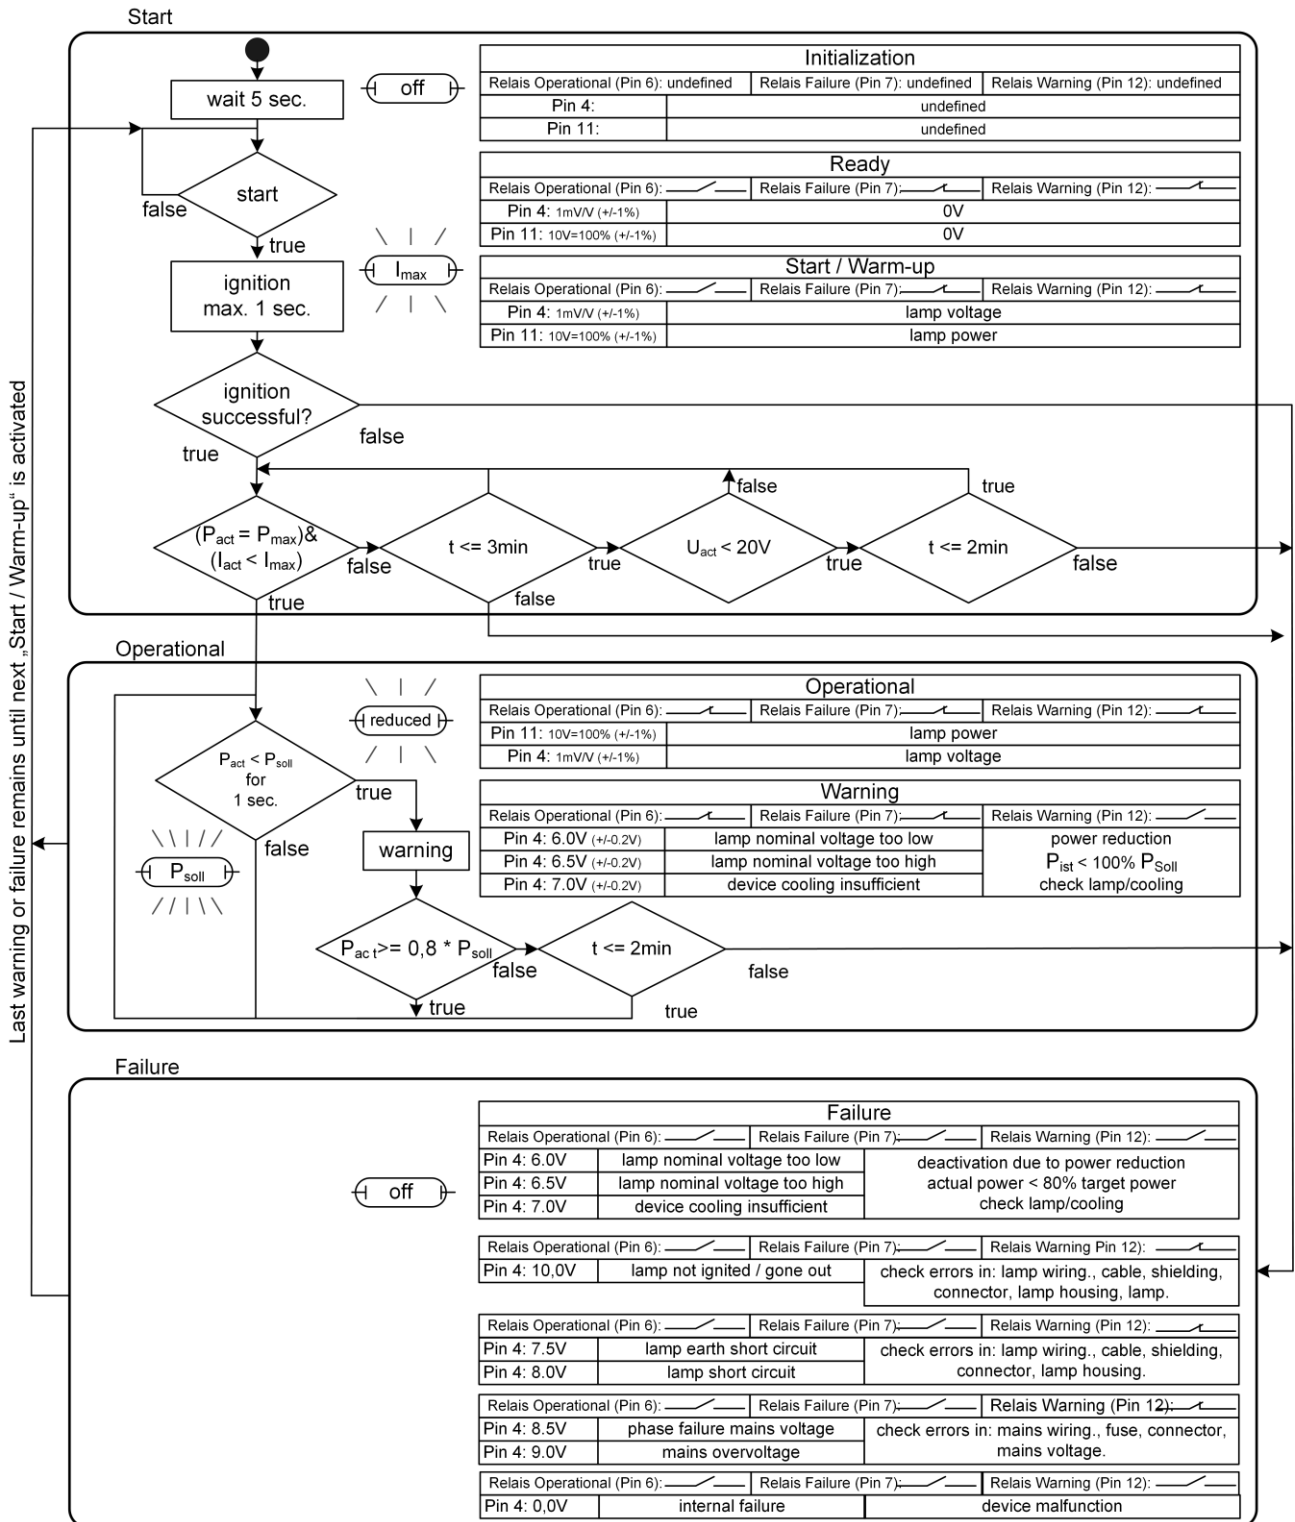 Start
wait 5 sec.
off
start
false
true
ignition
max. 1 sec.
I max
ignition
successful?
true
false
Initialization
Relais Operational (Pin 6): undefined Relais Failure (Pin 7): undefined Relais Warning (Pin 12): undefined
Pin 4: undefined
Pin 11: undefined
Ready
Relais Operational (Pin 6): Relais Failure (Pin 7): Relais Warning (Pin 12):
Pin 4: 1mV/V (+/-1%) 0V
Pin 11: 10V=100% (+/-1%) 0V
Start / Warm-up
Relais Operational (Pin 6): Relais Failure (Pin 7): Relais Warning (Pin 12):
Pin 4: 1mV/V (+/-1%) lamp voltage
Pin 11: 10V=100% (+/-1%) lamp power
(Pact = Pmax)&
(Iact < Imax)
false
true
t <= 3min
true
false
Uact < 20V
false
true
t <= 2min
true
false
Last warning or failure remains until next „Start / Warm-up“ is activated
Operational
reduced
Pact < Psoll
for
1 sec.
true
false
Psoll
warning
Pac t>= 0,8 * Psoll
false
true
t <= 2min
false
true
Operational
Relais Operational (Pin 6): Relais Failure (Pin 7): Relais Warning (Pin 12):
Pin 11: 10V=100% (+/-1%) lamp power
Pin 4: 1mV/V (+/-1%) lamp voltage
Warning
Relais Operational (Pin 6): Relais Failure (Pin 7): Relais Warning (Pin 12):
Pin 4: 6.0V (+/-0.2V) lamp nominal voltage too low power reduction
Pin 4: 6.5V (+/-0.2V) lamp nominal voltage too high Pist < 100% PSoll
Pin 4: 7.0V (+/-0.2V) device cooling insufficient check lamp/cooling
Failure
off
Failure
Relais Operational (Pin 6): Relais Failure (Pin 7): Relais Warning (Pin 12):
Pin 4: 6.0V lamp nominal voltage too low deactivation due to power reduction
Pin 4: 6.5V lamp nominal voltage too high actual power < 80% target power
Pin 4: 7.0V device cooling insufficient check lamp/cooling
Relais Operational (Pin 6): Relais Failure (Pin 7): Relais Warning Pin 12):
Pin 4: 10,0V lamp not ignited / gone out check errors in: lamp wiring., cable, shielding,
connector, lamp housing, lamp.
Relais Operational (Pin 6): Relais Failure (Pin 7): Relais Warning (Pin 12):
Pin 4: 7.5V lamp earth short circuit check errors in: lamp wiring., cable, shielding,
Pin 4: 8.0V lamp short circuit connector, lamp housing.
Relais Operational (Pin 6): Relais Failure (Pin 7): Relais Warning (Pin 12):
Pin 4: 8.5V phase failure mains voltage check errors in: mains wiring., fuse, connector,
Pin 4: 9.0V mains overvoltage mains voltage.
Relais Operational (Pin 6): Relais Failure (Pin 7): Relais Warning (Pin 12):
Pin 4: 0,0V internal failure device malfunction